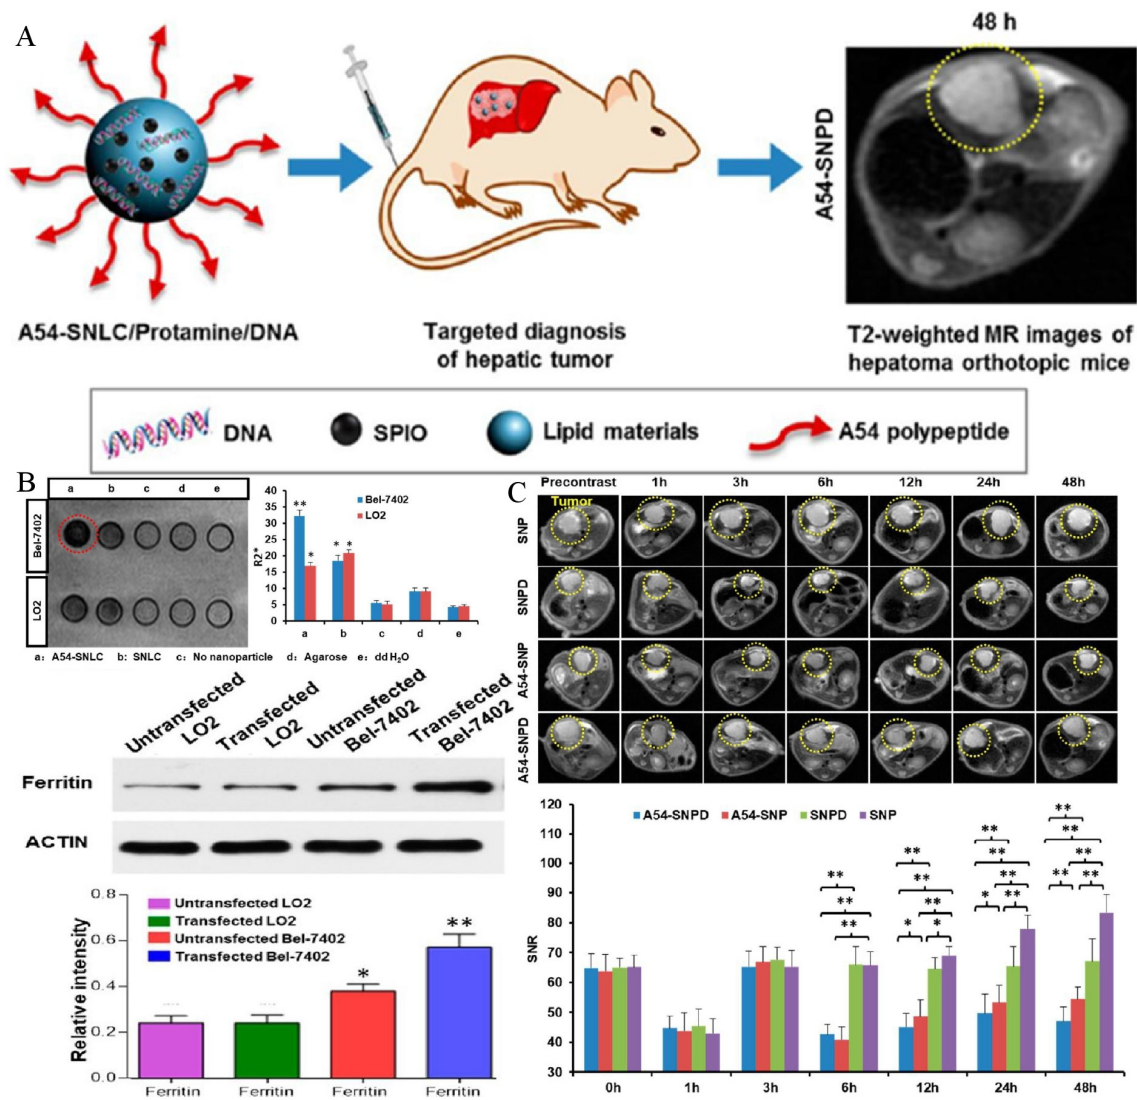 A
48 h
A54-SNPD
A54-SNLC/Protamine/DNA
Targeted diagnosis
of hepatic tumor
T2-weighted MR images of
hepatoma orthotopic mice
DNA
SPIO
Lipid materials
A54 polypeptide
B
a b c d e
Bel-7402
LO2
R2*
40
35
30
25
20
15
10
5
0
Bel-7402
LO2
**
*
* *
a b c d e
a: A54-SNLC b: SNLC c: No nanoparticle d: Agarose e: dd H2O
Untransfected
LO2
Transfected
LO2
Untransfected
Bel-7402
Transfected
Bel-7402
Ferritin
ACTIN
Relative intensity
0.8
0.6
0.4
0.2
0.0
Untransfected LO2
Transfected LO2
Untransfected Bel-7402
Transfected Bel-7402
*
**
Ferritin Ferritin Ferritin Ferritin
C
Precontrast 1h 3h 6h 12h 24h 48h
Tumor
SNP
SNPD
A54-SNP
A54-SNPD
SNR
120
110
100
90
80
70
60
50
40
30
A54-SNPD A54-SNP SNPD SNP
**
**
**
**
**
**
* *
**
**
**
* **
**
**
**
** **
0h 1h 3h 6h 12h 24h 48h